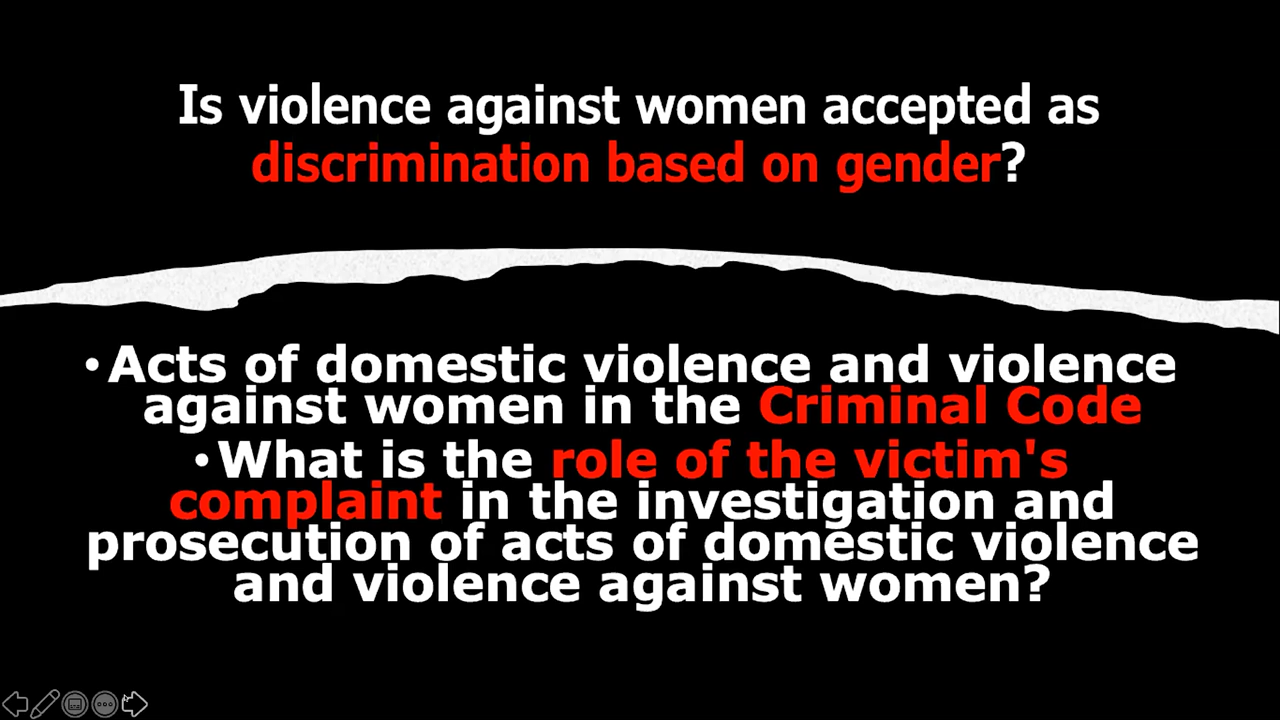 Is violence against women accepted as
discrimination based on gender?
•Acts of domestic violence and violence
against women in the Criminal Code
•What is the role of the victim's
complaint in the investigation and
prosecution of acts of domestic violence
and violence against women?